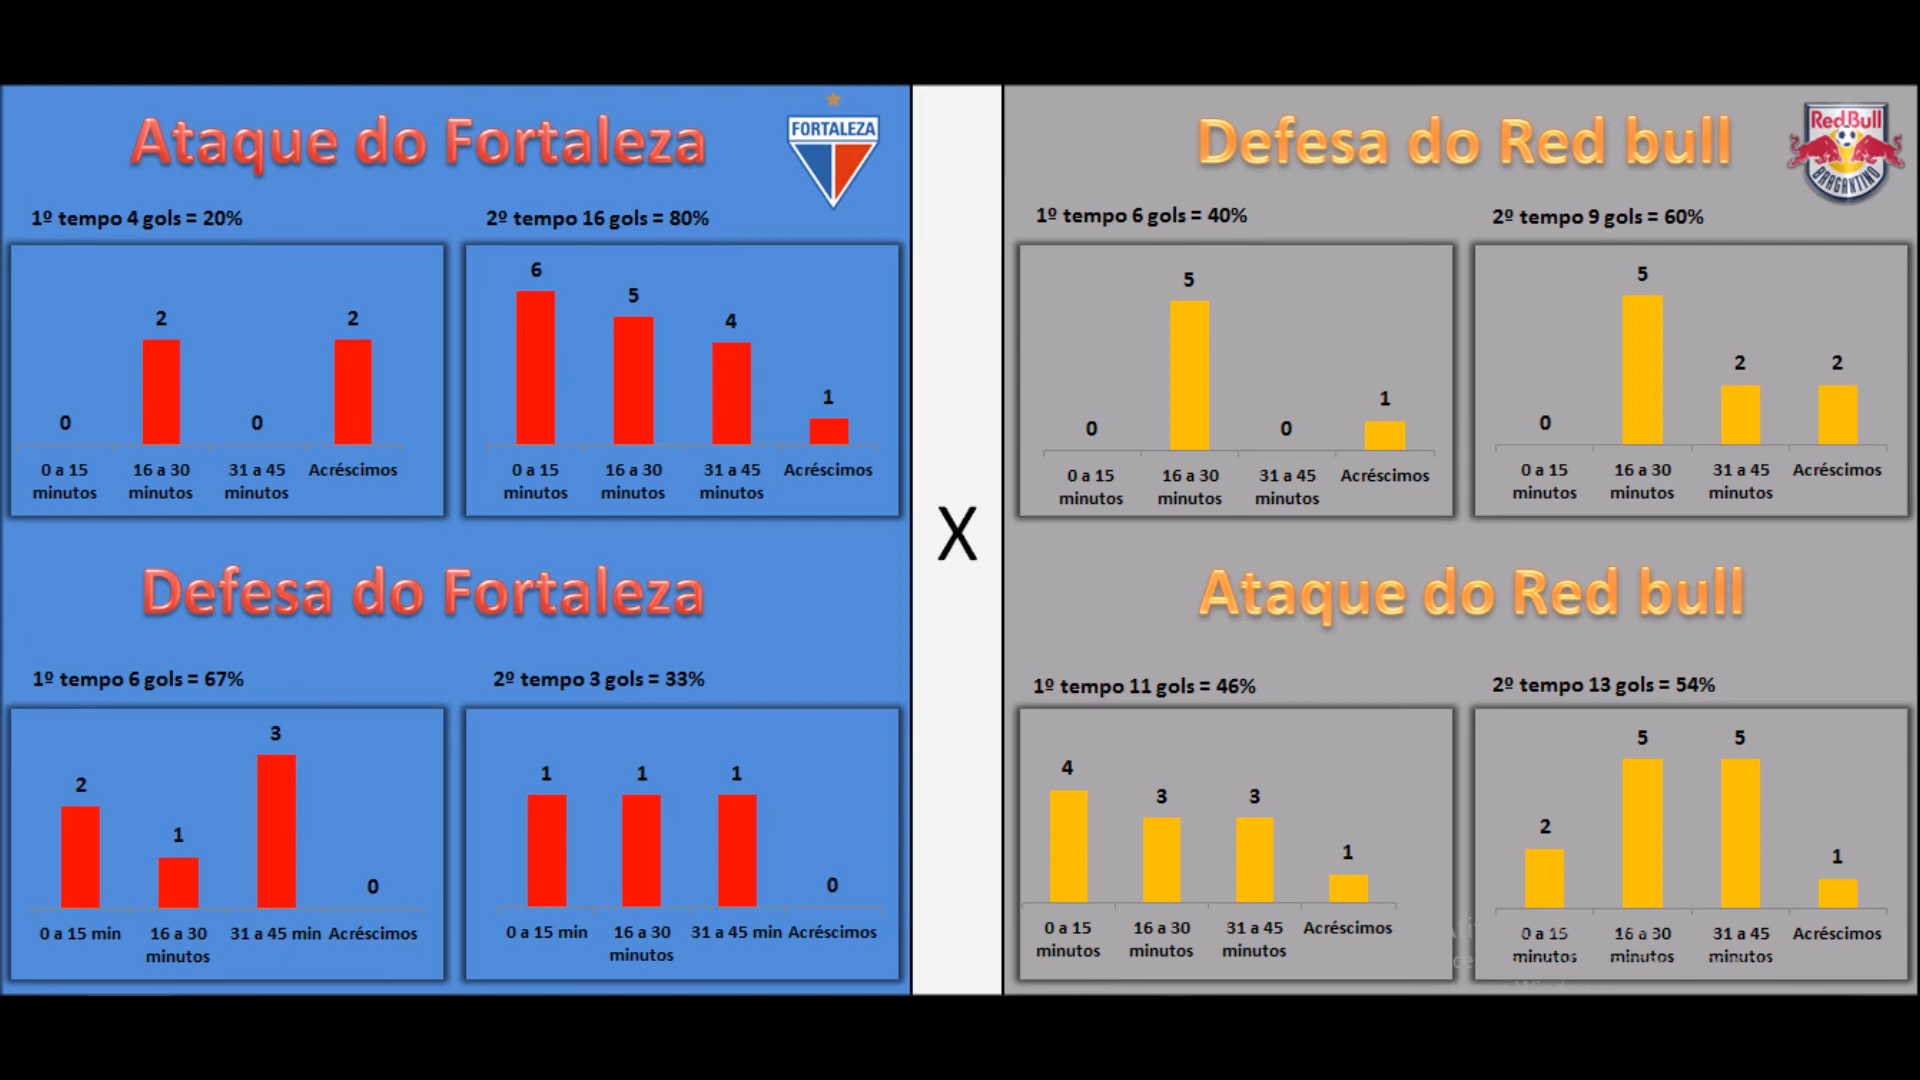 Ataque do Fortaleza
FORTALEZA
1º tempo 4 gols = 20%
2º tempo 16 gols = 80%
0
2
0
2
0 a 15 minutos
16 a 30 minutos
31 a 45 minutos
Acréscimos
6
5
4
1
0 a 15 minutos
16 a 30 minutos
31 a 45 minutos
Acréscimos
Defesa do Fortaleza
1º tempo 6 gols = 67%
2º tempo 3 gols = 33%
2
1
3
0
0 a 15 min
16 a 30 minutos
31 a 45 min
Acréscimos
1
1
1
0
0 a 15 min
16 a 30 minutos
31 a 45 min
Acréscimos
X
Defesa do Red bull
Red Bull
BRAGANTINO
1º tempo 6 gols = 40%
2º tempo 9 gols = 60%
0
5
0
1
0 a 15 minutos
16 a 30 minutos
31 a 45 minutos
Acréscimos
0
5
2
2
0 a 15 minutos
16 a 30 minutos
31 a 45 minutos
Acréscimos
Ataque do Red bull
1º tempo 11 gols = 46%
2º tempo 13 gols = 54%
4
3
3
1
0 a 15 minutos
16 a 30 minutos
31 a 45 minutos
Acréscimos
2
5
5
1
0 a 15 minutos
16 a 30 minutos
31 a 45 minutos
Acréscimos